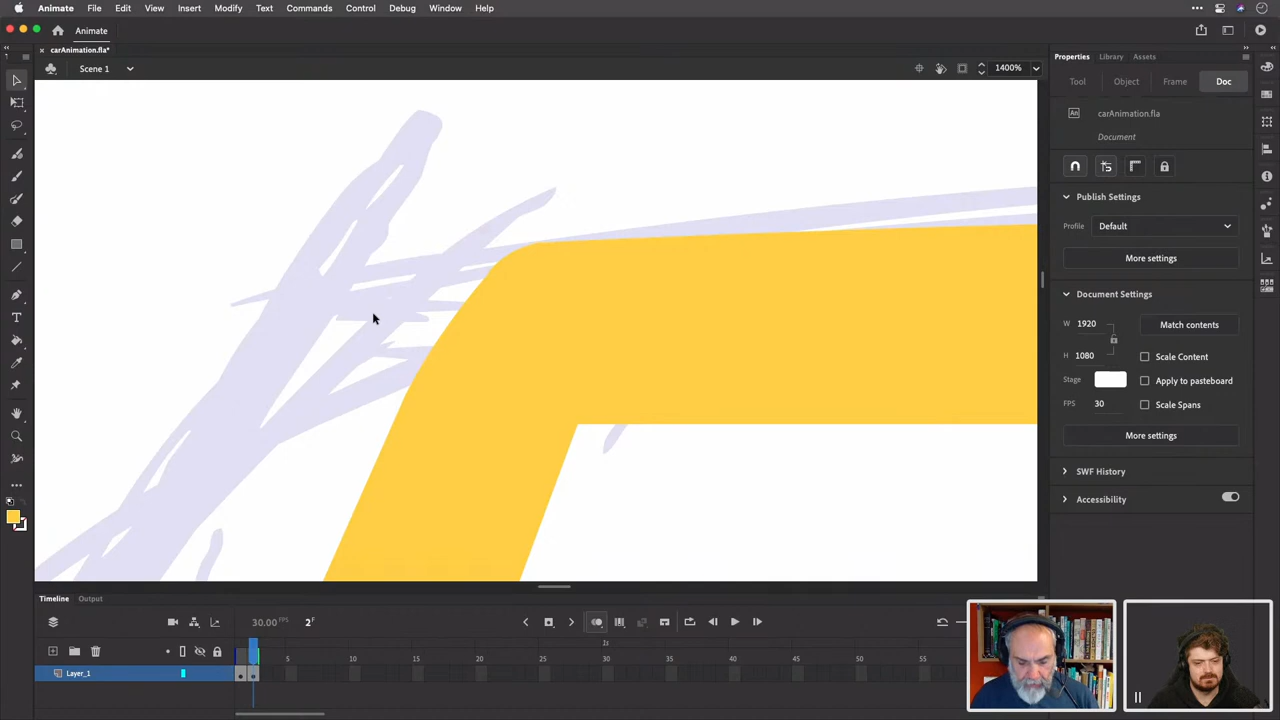 Animate File Edit View Insert Modify Text Commands Control Debug Window Help
Animate
carAnimation.fla*
Scene 1
1400%
Properties Library Assets
Tool Object Frame Doc
An carAnimation.fla
Document
Publish Settings
Profile Default
More settings
Document Settings
W 1920
Match contents
H 1080
Scale Content
Stage
Apply to pasteboard
FPS 30
Scale Spans
More settings
SWF History
Accessibility
Timeline Output
30.00 FPS 2 F
1s
5 10 15 20 25 30 35 40 45 50 55
Layer_1